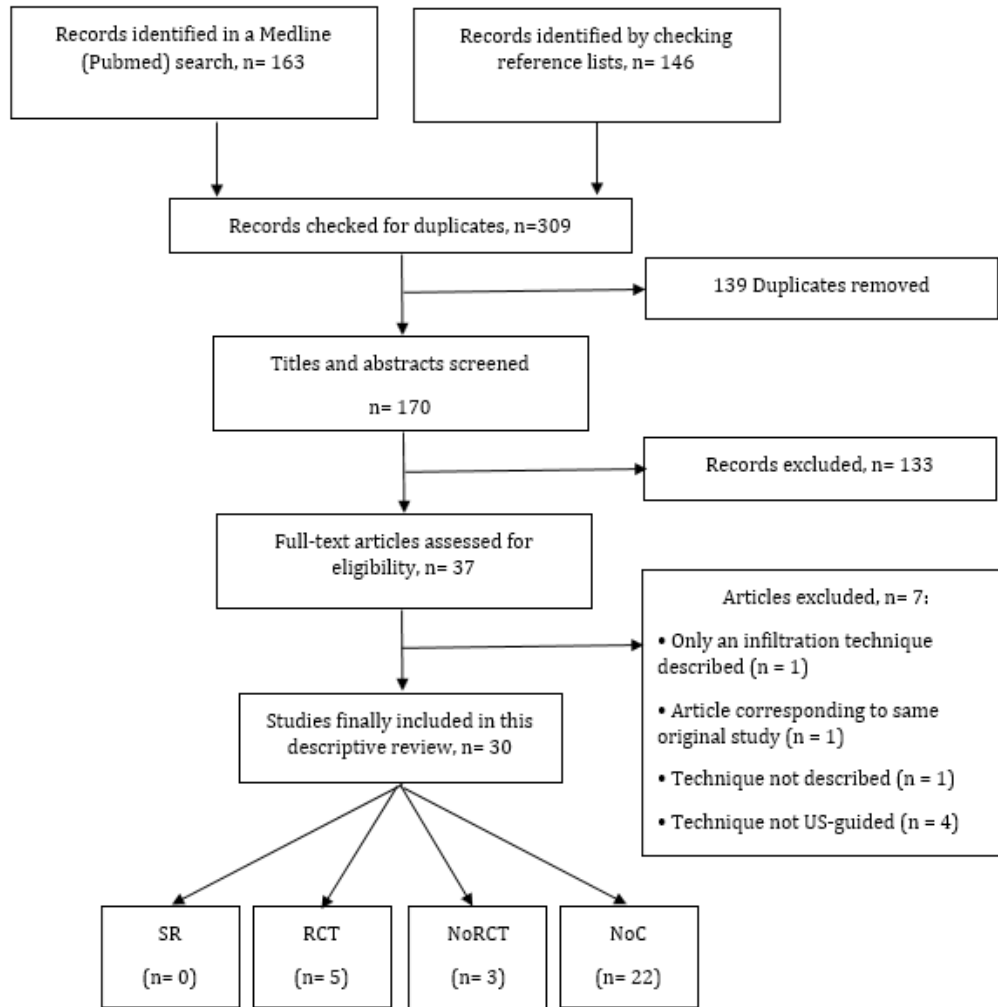 Records identified in a Medline
(Pubmed) search, n= 163
Records identified by checking
reference lists, n= 146
Records checked for duplicates, n=309
139 Duplicates removed
Titles and abstracts screened
n= 170
Records excluded, n= 133
Full-text articles assessed for
eligibility, n= 37
Articles excluded, n= 7:
• Only an infiltration technique
described (n = 1)
• Article corresponding to same
original study (n = 1)
• Technique not described (n = 1)
• Technique not US-guided (n = 4)
Studies finally included in this
descriptive review, n= 30
SR
(n= 0)
RCT
(n= 5)
NoRCT
(n= 3)
NoC
(n= 22)